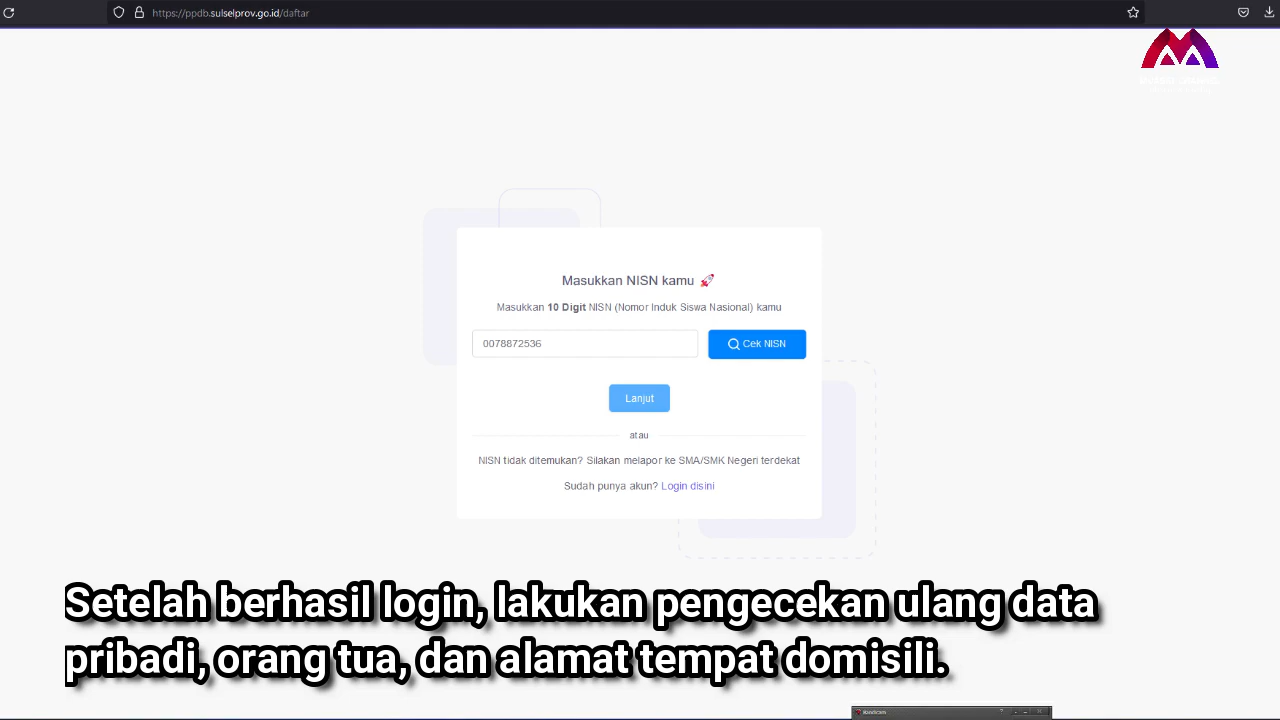 https://ppdb.sulselprov.go.id/daftar
Masukkan NISN kamu 🚀
Masukkan 10 Digit NISN (Nomor Induk Siswa Nasional) kamu
0078872536
Cek NISN
Lanjut
atau
NISN tidak ditemukan? Silakan melapor ke SMA/SMK Negeri terdekat
Sudah punya akun? Login disini
Setelah berhasil login, lakukan pengecekan ulang data
pribadi, orang tua, dan alamat tempat domisili.